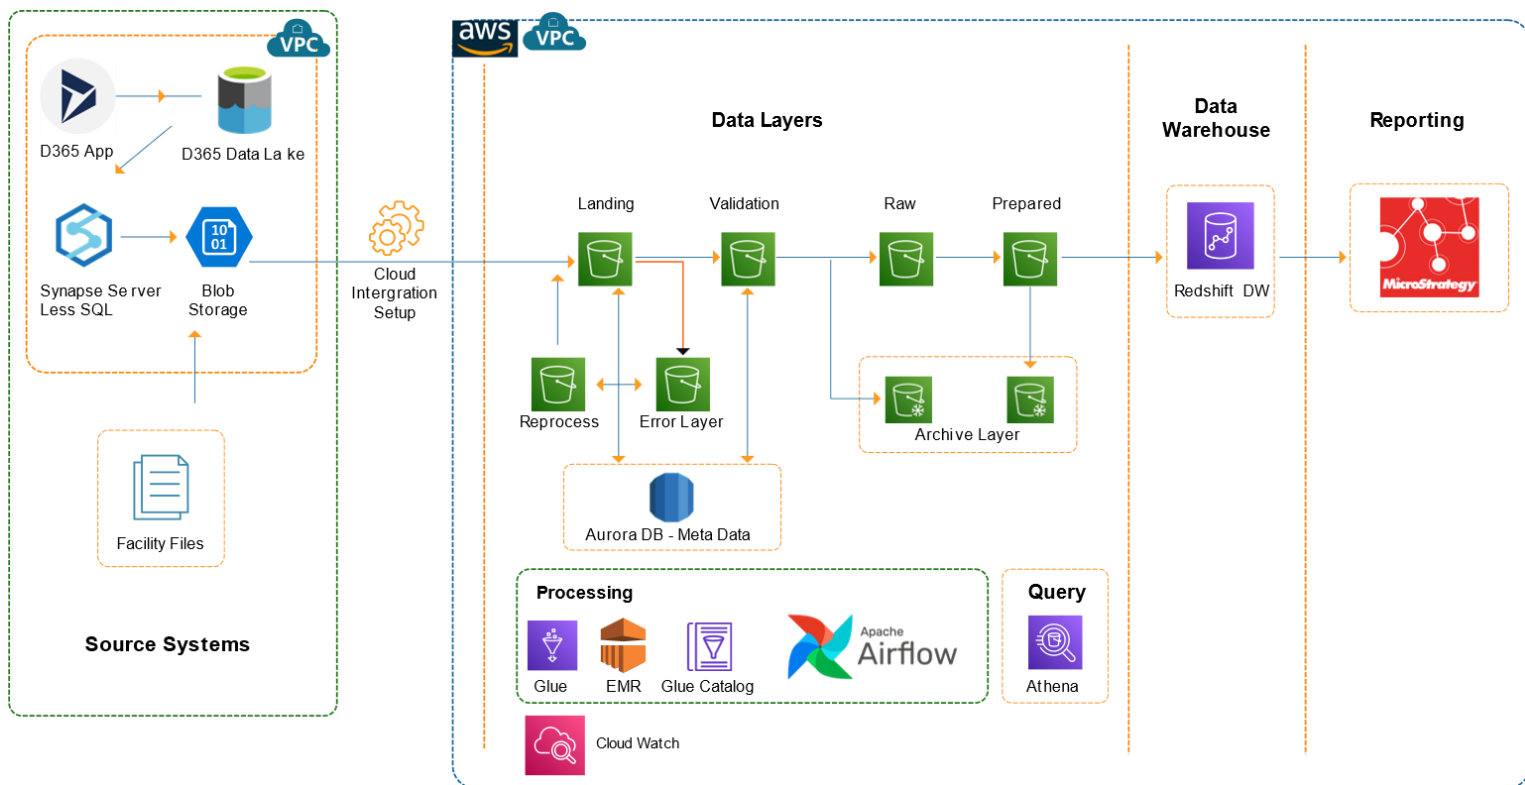 VPC
D365 App
D365 Data La ke
Synapse Se rver
Less SQL
10
01
Blob
Storage
Facility Files
Source Systems
Cloud
Intergration
Setup
aws
VPC
Data Layers
Landing
Validation
Raw
Prepared
Reprocess
Error Layer
Archive Layer
Aurora DB - Meta Data
Processing
Glue
EMR
Glue Catalog
Apache
Airflow
Query
Athena
Cloud Watch
Data
Warehouse
Redshift DW
Reporting
MicroStrategy